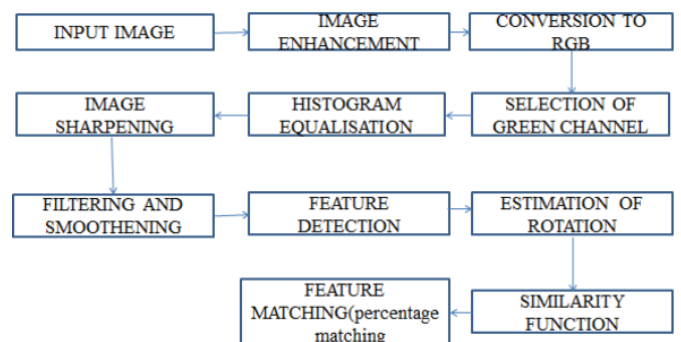 INPUT IMAGE
IMAGE
ENHANCEMENT
CONVERSION TO
RGB
SELECTION OF
GREEN CHANNEL
HISTOGRAM
EQUALISATION
IMAGE
SHARPENING
FILTERING AND
SMOOTHENING
FEATURE
DETECTION
ESTIMATION OF
ROTATION
SIMILARITY
FUNCTION
FEATURE
MATCHING(percentage
matching